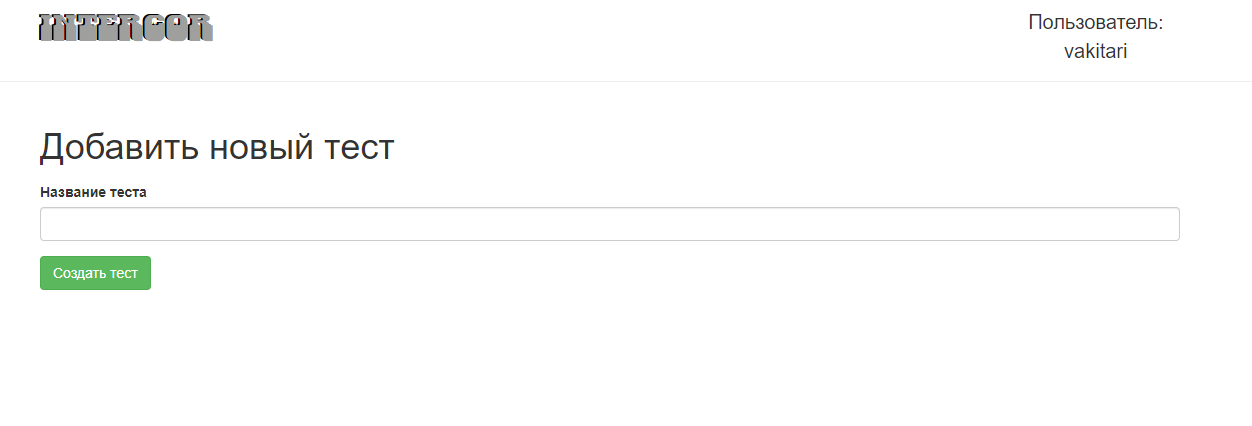 INTERCOR
Пользователь:
vakitari
Добавить новый тест
Название теста
Создать тест